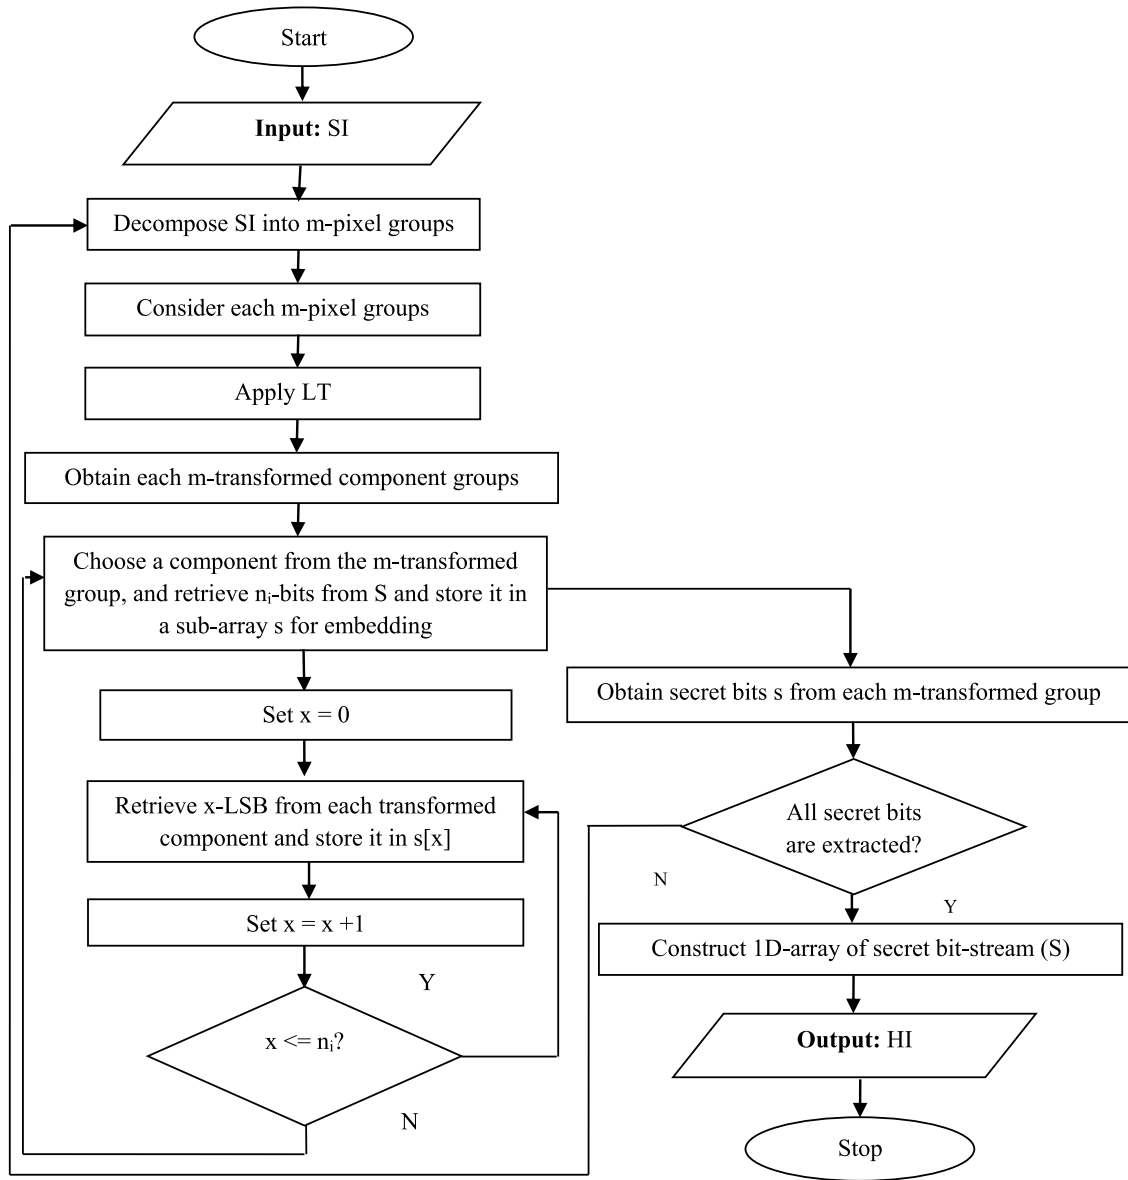 Start
Input: SI
Decompose SI into m-pixel groups
Consider each m-pixel groups
Apply LT
Obtain each m-transformed component groups
Choose a component from the m-transformed
group, and retrieve nᵢ-bits from S and store it in
a sub-array s for embedding
Set x = 0
Retrieve x-LSB from each transformed
component and store it in s[x]
Set x = x +1
Y
x <= nᵢ?
N
Obtain secret bits s from each m-transformed group
All secret bits
are extracted?
N
Y
Construct 1D-array of secret bit-stream (S)
Output: HI
Stop